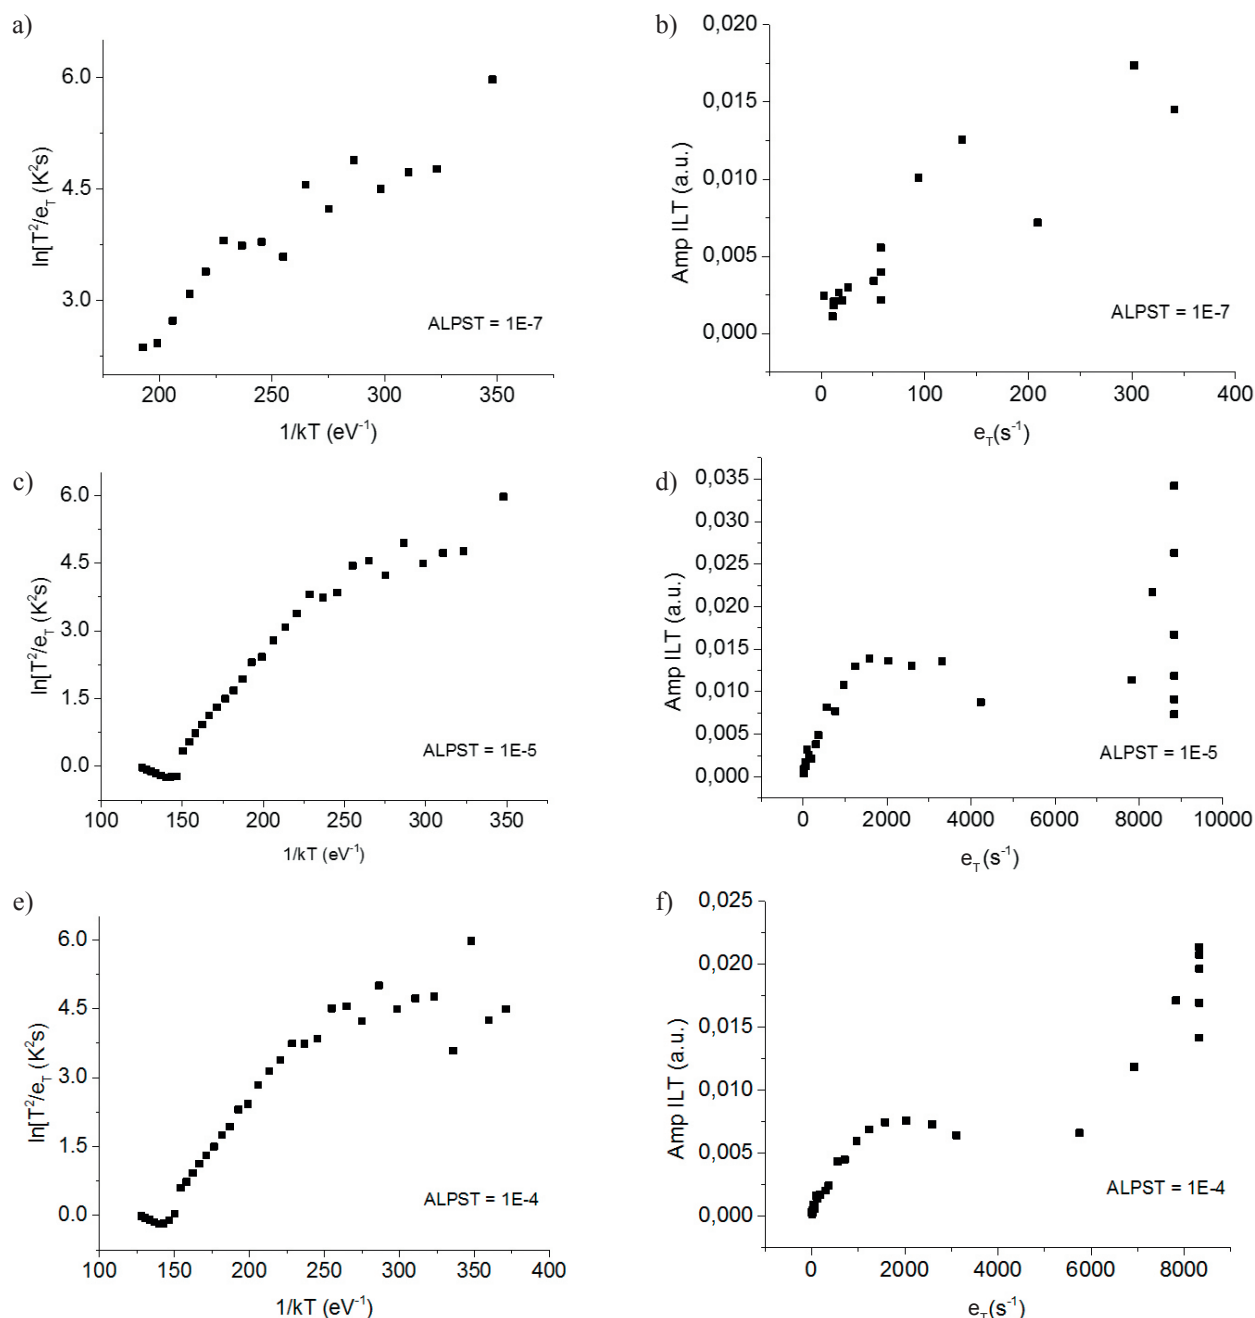 a)
6.0
4.5
3.0
ln[T²/e_T (K²s)
ALPST = 1E-7
200 250 300 350
1/kT (eV⁻¹)
b)
0,020
0,015
0,010
0,005
0,000
Amp ILT (a.u.)
ALPST = 1E-7
0 100 200 300 400
e_T(s⁻¹)
c)
6.0
4.5
3.0
1.5
0.0
ln[T²/e_T (K²s)
ALPST = 1E-5
100 150 200 250 300 350
1/kT (eV⁻¹)
d)
0,035
0,030
0,025
0,020
0,015
0,010
0,005
0,000
Amp ILT (a.u.)
ALPST = 1E-5
0 2000 4000 6000 8000 10000
e_T(s⁻¹)
e)
6.0
4.5
3.0
1.5
0.0
ln[T²/e_T (K²s)
ALPST = 1E-4
100 150 200 250 300 350 400
1/kT (eV⁻¹)
f)
0,025
0,020
0,015
0,010
0,005
0,000
Amp ILT (a.u.)
ALPST = 1E-4
0 2000 4000 6000 8000
e_T(s⁻¹)